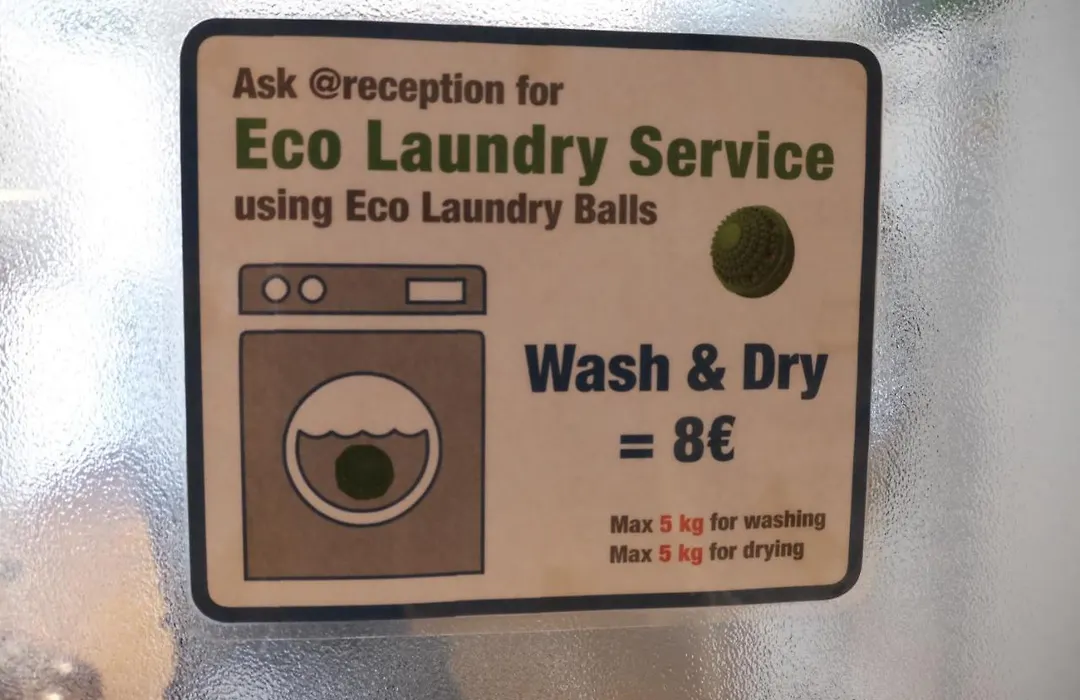 Ask @reception for
Eco Laundry Service
using Eco Laundry Balls
Wash & Dry
= 8€
Max 5 kg for washing
Max 5 kg for drying